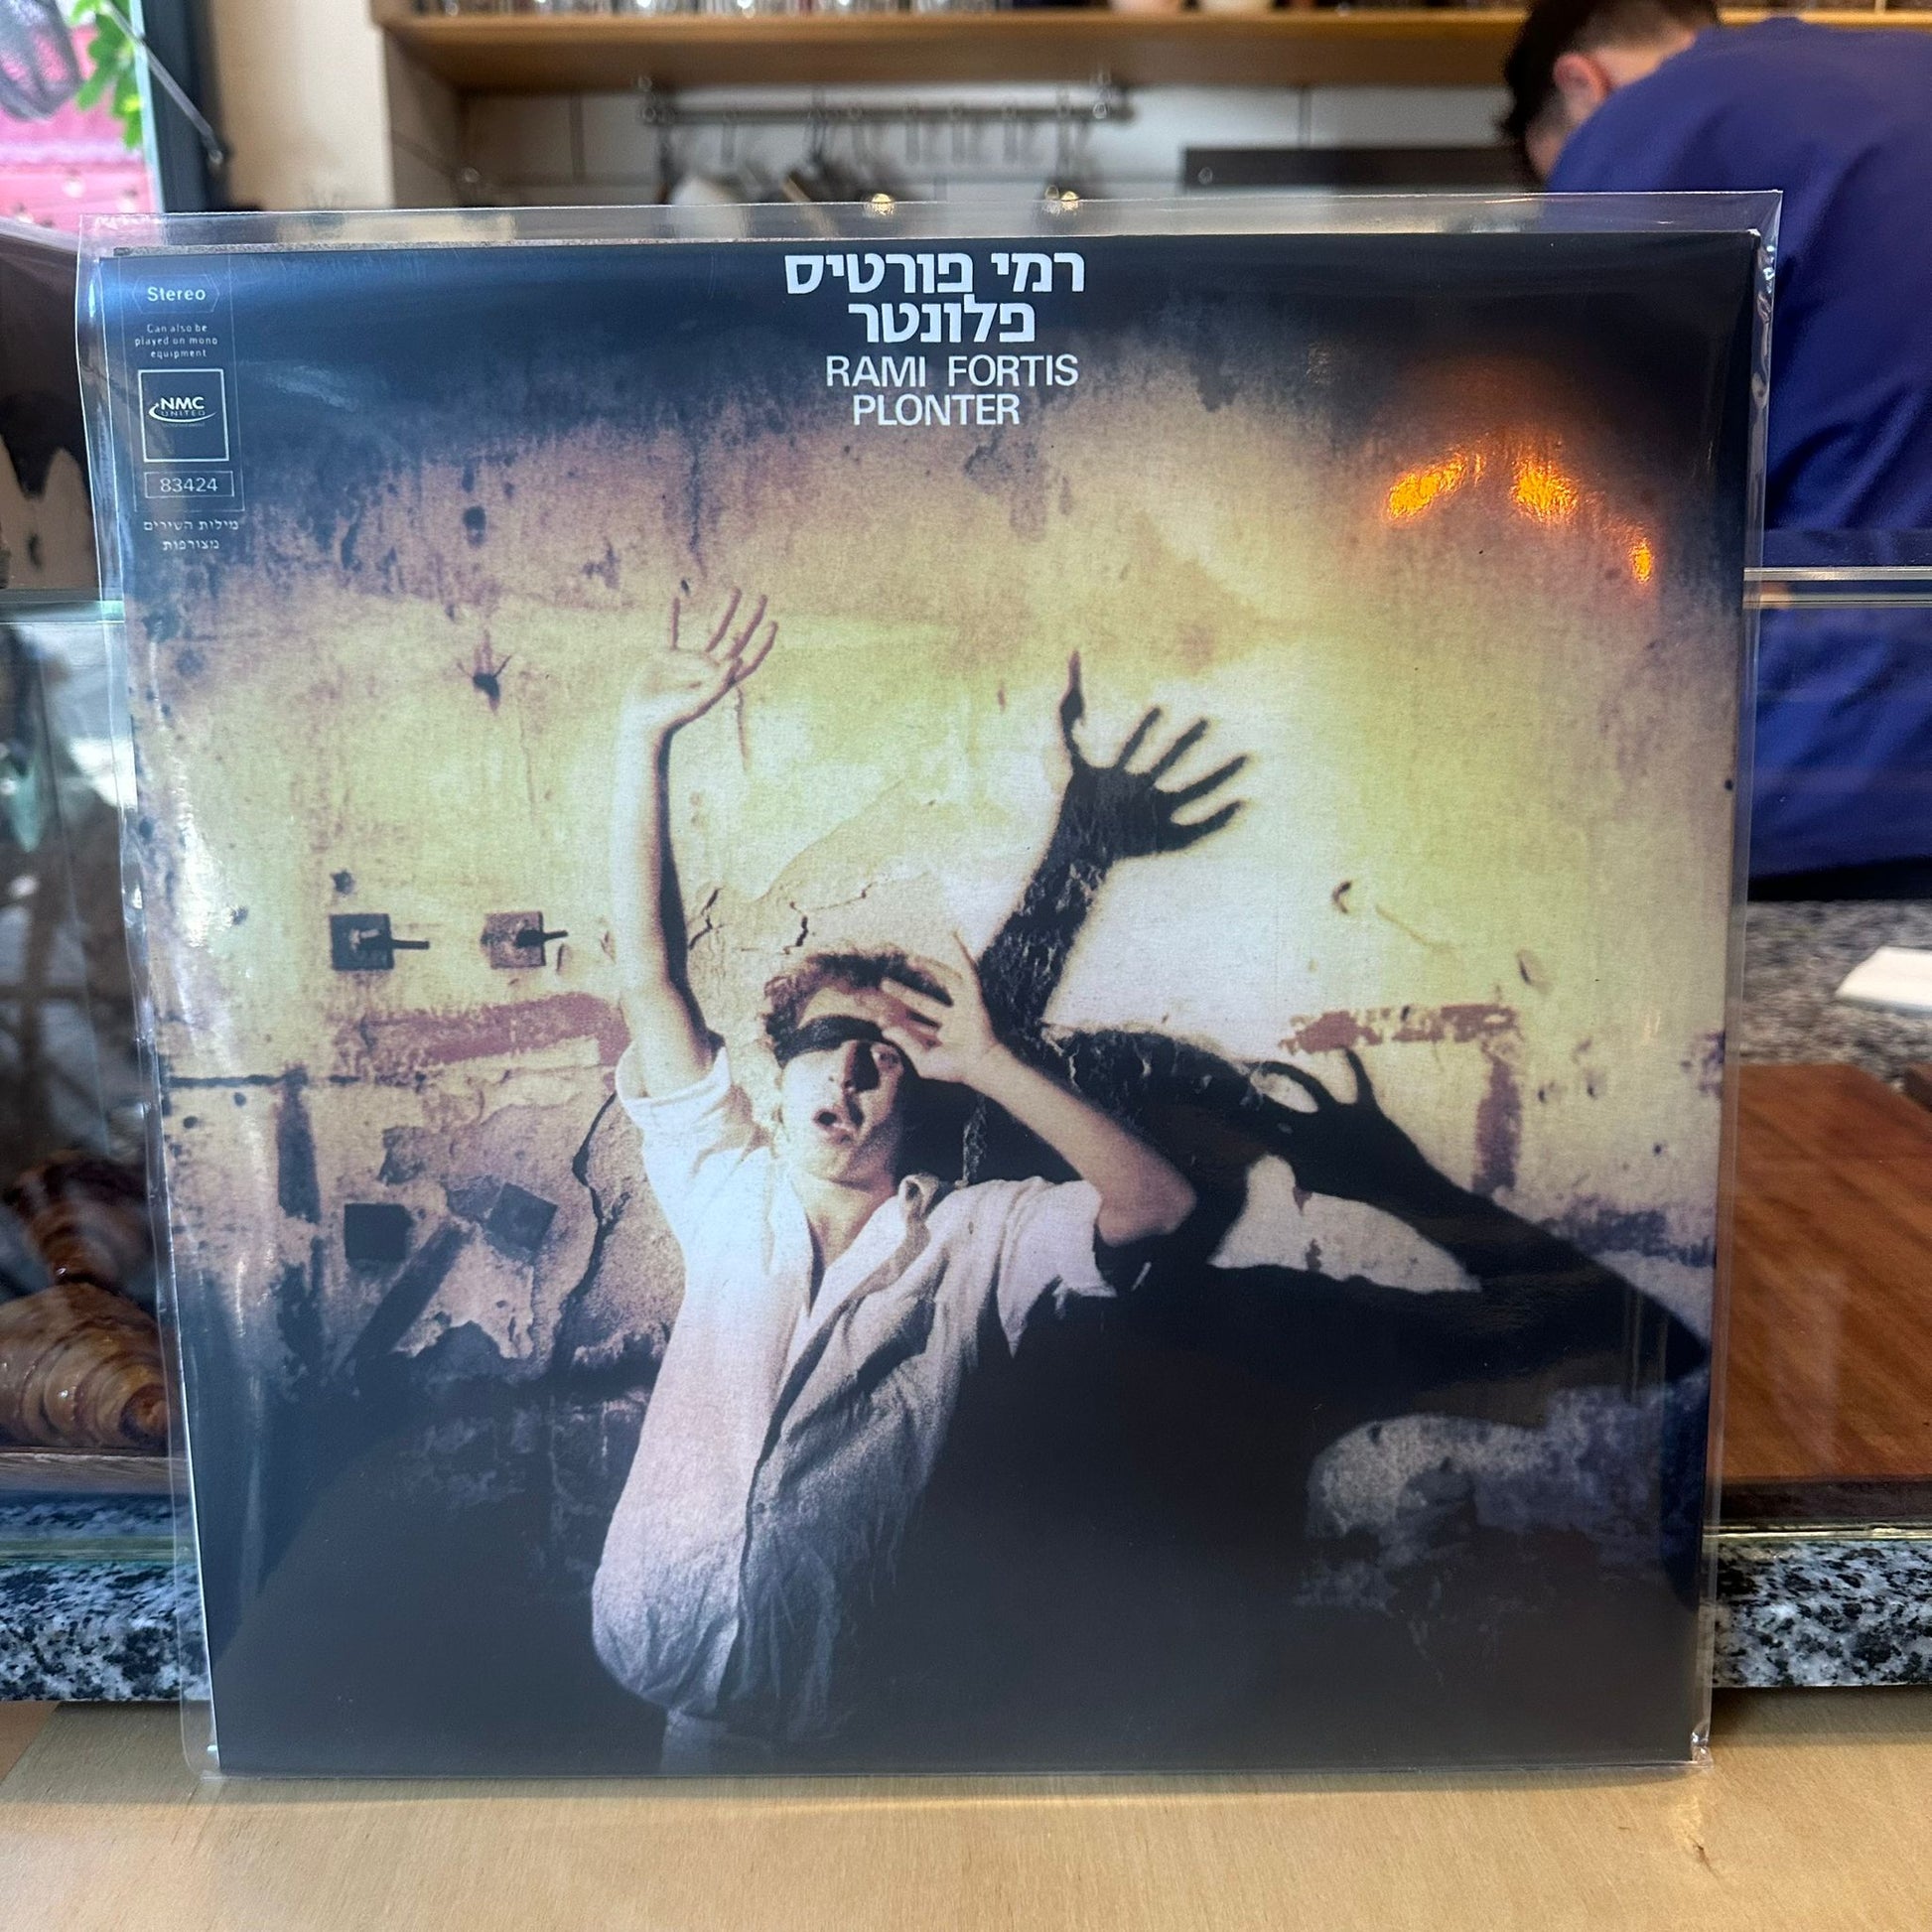 רמי פורטיס
פלונטר
RAMI FORTIS
PLONTER
Stereo
Can also be
played on mono
equipment
NMC
UNITED
83424
מילות השירים
מצורפות